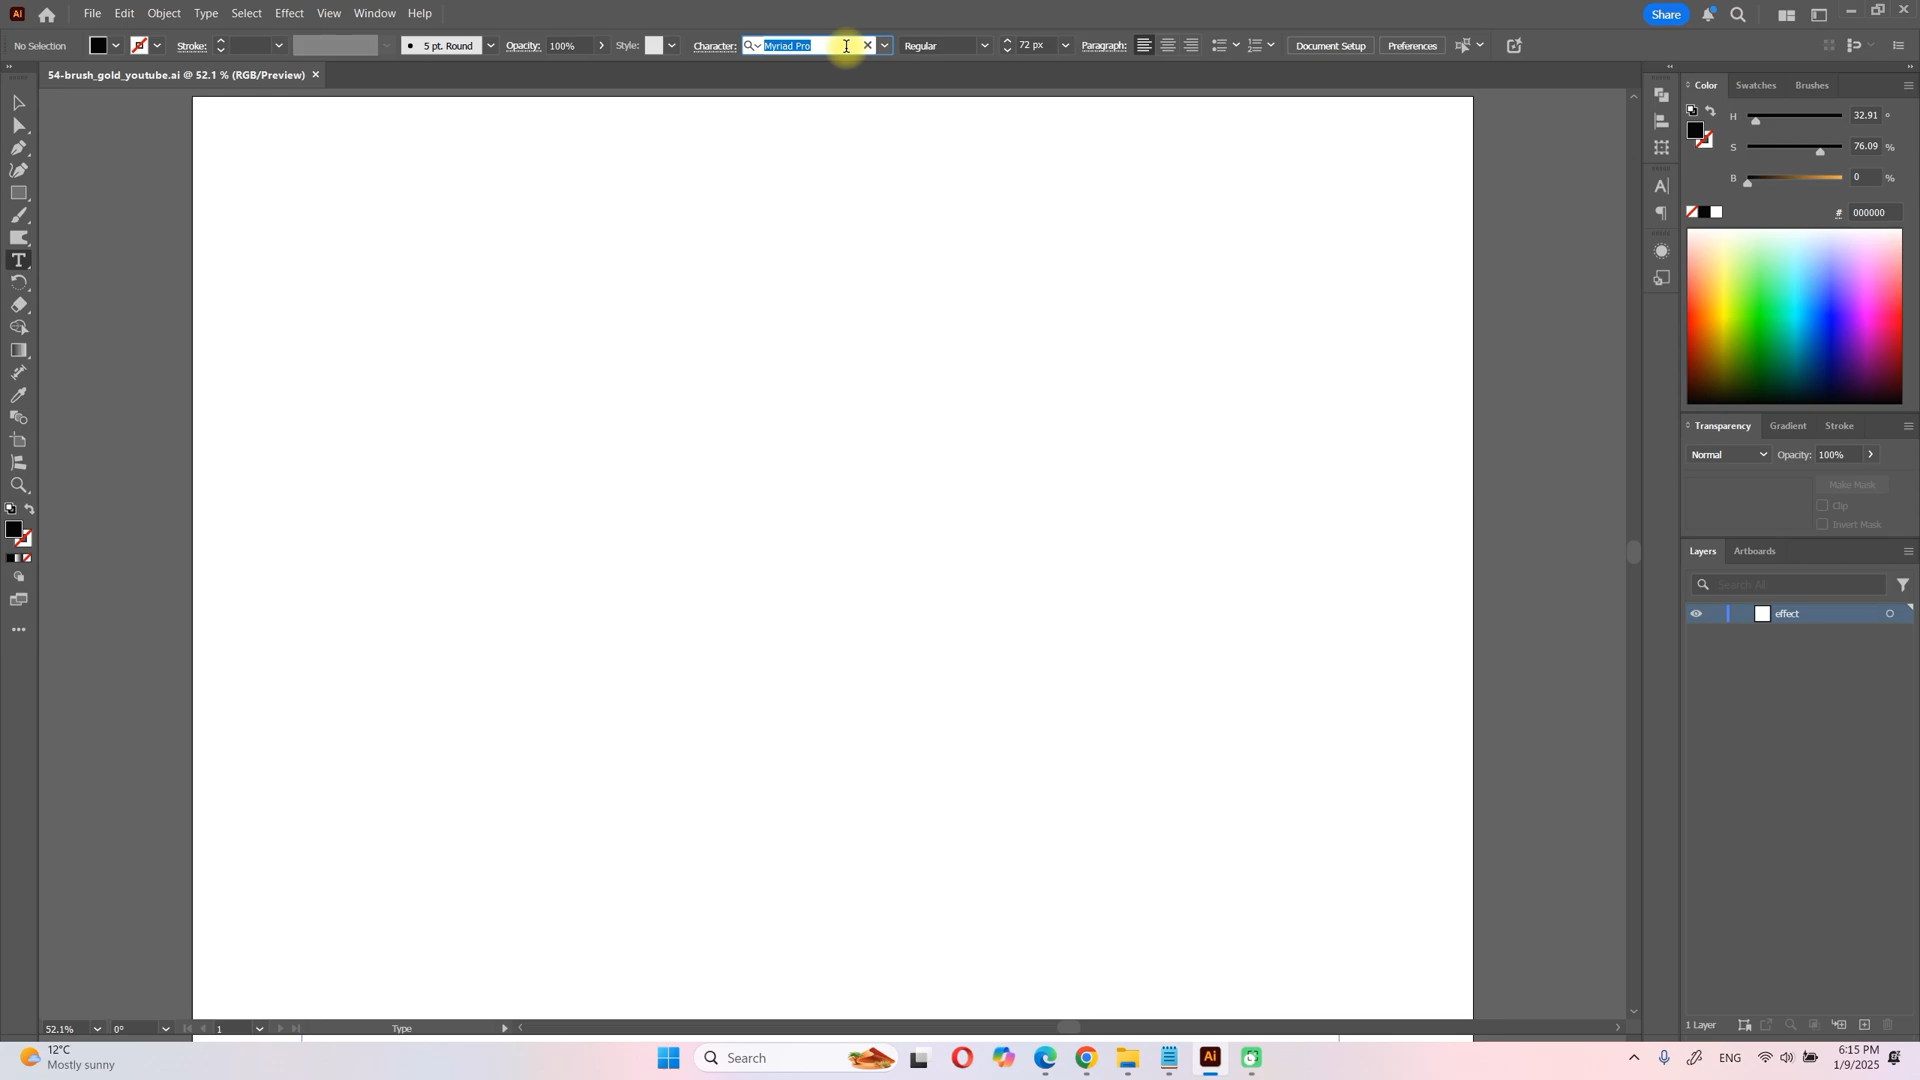 Ai File Edit Object Type Select Effect View Window Help Share
No Selection Stroke: 5 pt. Round Opacity: 100% Style: Character: Myriad Pro Regular 72 px Paragraph: Document Setup Preferences
54-brush_gold_youtube.ai @ 52.1 % (RGB/Preview) ×
Color Swatches Brushes
H 32.91 °
S 76.09 %
B 0 %
# 000000
Transparency Gradient Stroke
Normal Opacity: 100%
Make Mask
Clip
Invert Mask
Layers Artboards
Search All
effect
1 Layer
52.1% 0° 1 Type
12°C
Mostly sunny
Search
Ai
ENG
6:15 PM
1/9/2025